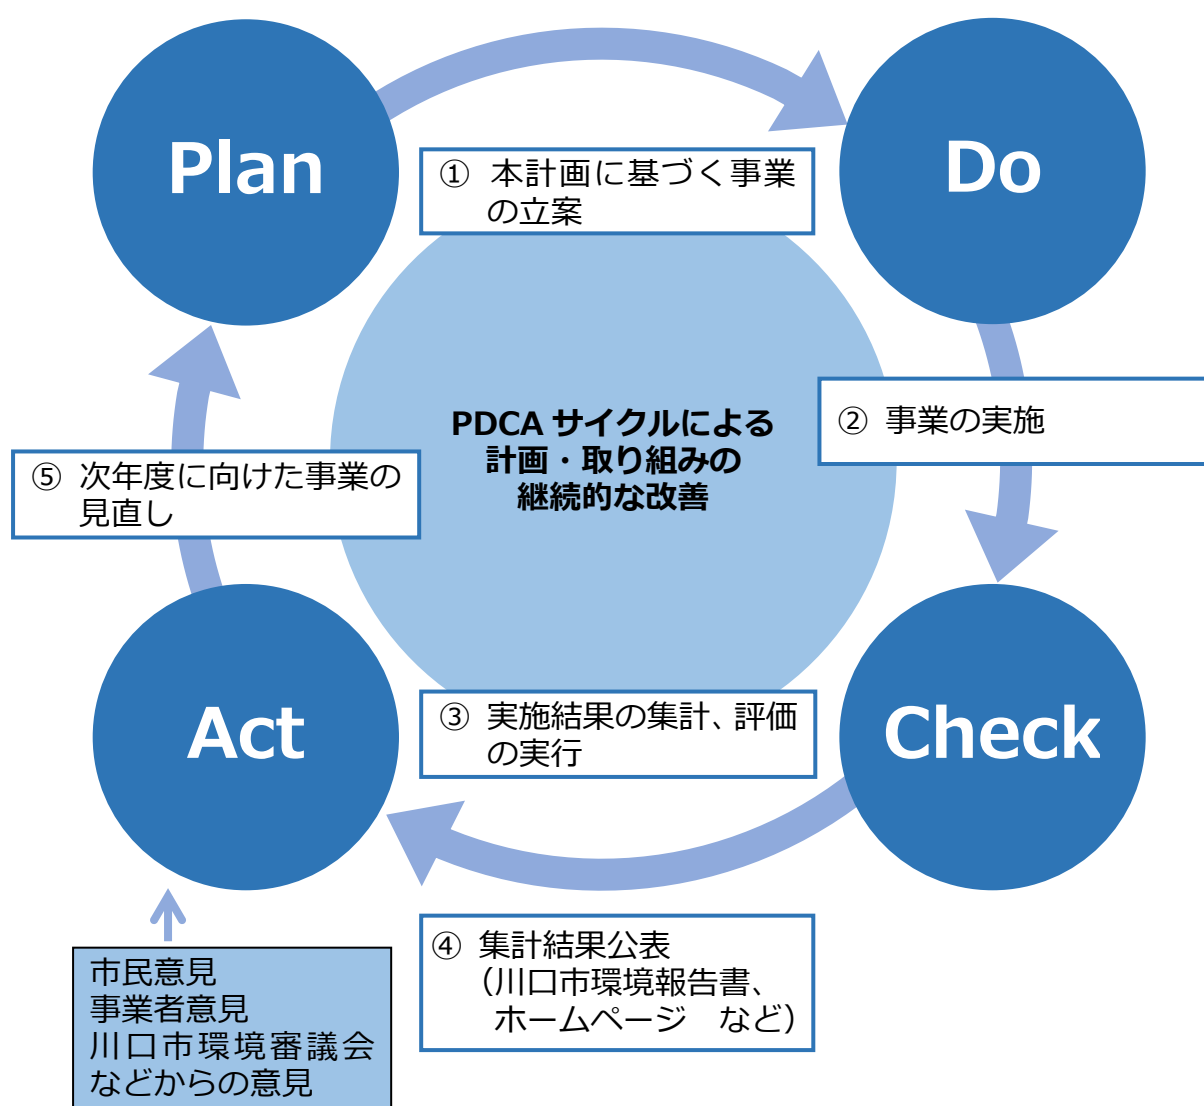 Plan
Do
① 本計画に基づく事業
の立案
② 事業の実施
PDCA サイクルによる
計画・取り組みの
継続的な改善
⑤ 次年度に向けた事業の
見直し
Act
Check
③ 実施結果の集計、評価
の実行
④ 集計結果公表
（川口市環境報告書、
ホームページ　など）
市民意見
事業者意見
川口市環境審議会
などからの意見